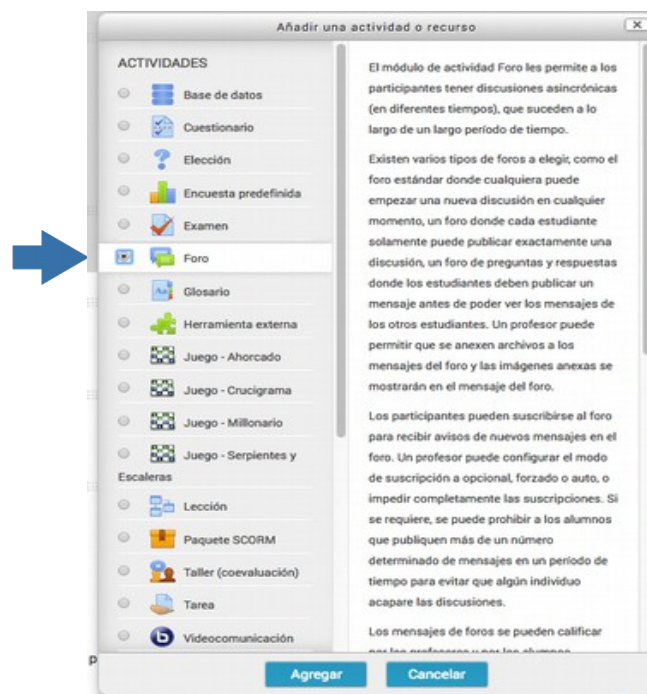 Añadir una actividad o recurso
ACTIVIDADES
Base de datos
Cuestionario
Elección
Encuesta predefinida
Examen
Foro
Glosario
Herramienta externa
Juego - Ahorcado
Juego - Crucigrama
Juego - Millonario
Juego - Serpientes y
Escaleras
Lección
Paquete SCORM
Taller (coevaluación)
Tarea
Videocomunicación
El módulo de actividad Foro les permite a los
participantes tener discusiones asincrónicas
(en diferentes tiempos), que suceden a lo
largo de un largo período de tiempo.
Existen varios tipos de foros a elegir, como el
foro estándar donde cualquiera puede
empezar una nueva discusión en cualquier
momento, un foro donde cada estudiante
solamente puede publicar exactamente una
discusión, un foro de preguntas y respuestas
donde los estudiantes deben publicar un
mensaje antes de poder ver los mensajes de
los otros estudiantes. Un profesor puede
permitir que se anexen archivos a los
mensajes del foro y las imágenes anexas se
mostrarán en el mensaje del foro.
Los participantes pueden suscribirse al foro
para recibir avisos de nuevos mensajes en el
foro. Un profesor puede configurar el modo
de suscripción a opcional, forzado o auto, o
impedir completamente las suscripciones. Si
se requiere, se puede prohibir a los alumnos
que publiquen más de un número
determinado de mensajes en un período de
tiempo para evitar que algún individuo
acapare las discusiones.
Los mensajes de foros se pueden calificar
por los profesores y por los alumnos
p
Agregar
Cancelar